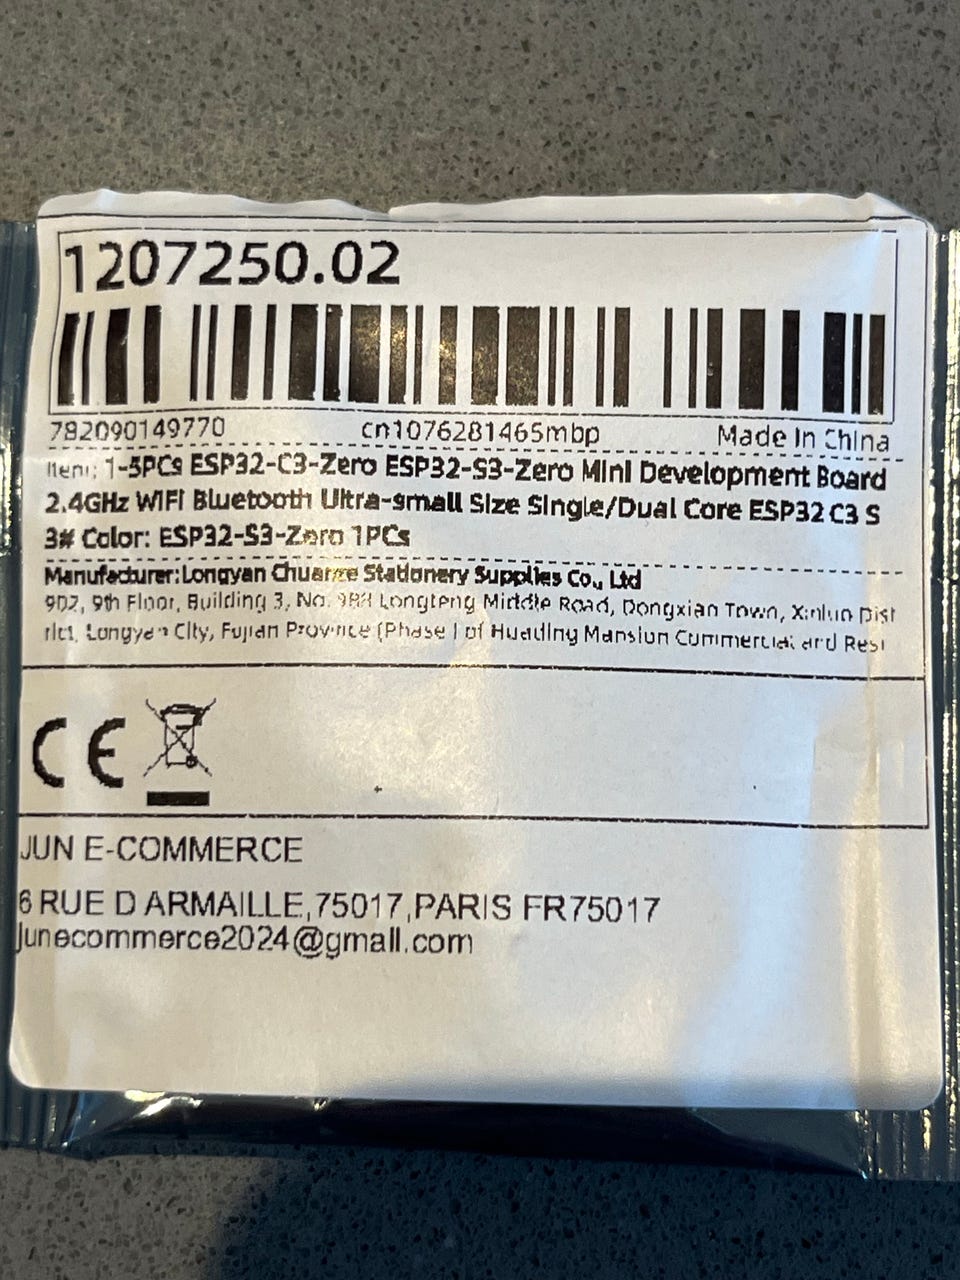 1207250.02
782090149770 cn1076281465mbp Made In China
Item: 1-5PCs ESP32-C3-Zero ESP32-S3-Zero Mini Development Board
2.4GHz WIFI Bluetooth Ultra-small Size Single/Dual Core ESP32 C3 S
3# Color: ESP32-S3-Zero 1PCs
Manufacturer:Longyan Stationery Supplies Co., Ltd
902, 9th Floor, Building 3, No. Longteng Middle Road, Dongxian Town, Xinluo Dist
rict, Longyan City, Fujian Province (Phase I of Huading Mansion Commercial and Resi
CE
JUN E-COMMERCE
6 RUE D ARMAILLE,75017,PARIS FR75017
junecommerce2024@gmail.com